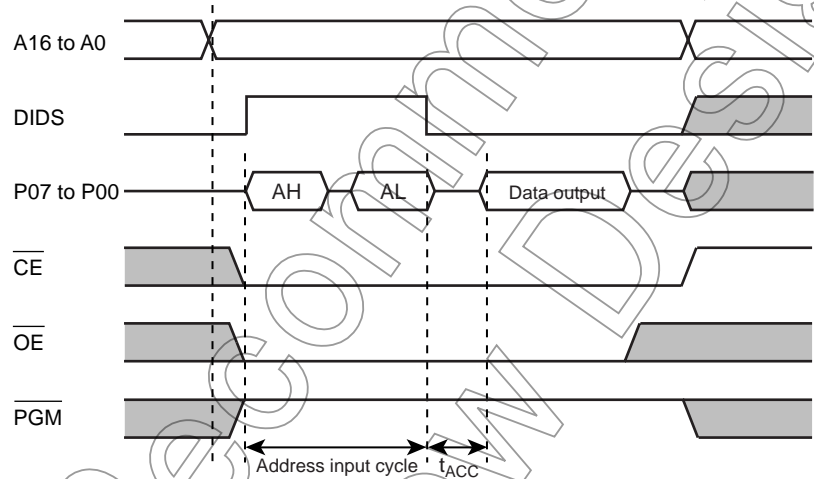 A16 to A0
DIDS
P07 to P00
AH
AL
Data output
CE
OE
PGM
Address input cycle
tACC